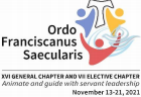 Ordo
Franciscanus
Saecularis
XVI GENERAL CHAPTER AND VII ELECTIVE CHAPTER
Animate and guide with servant leadership
November 13-21, 2021